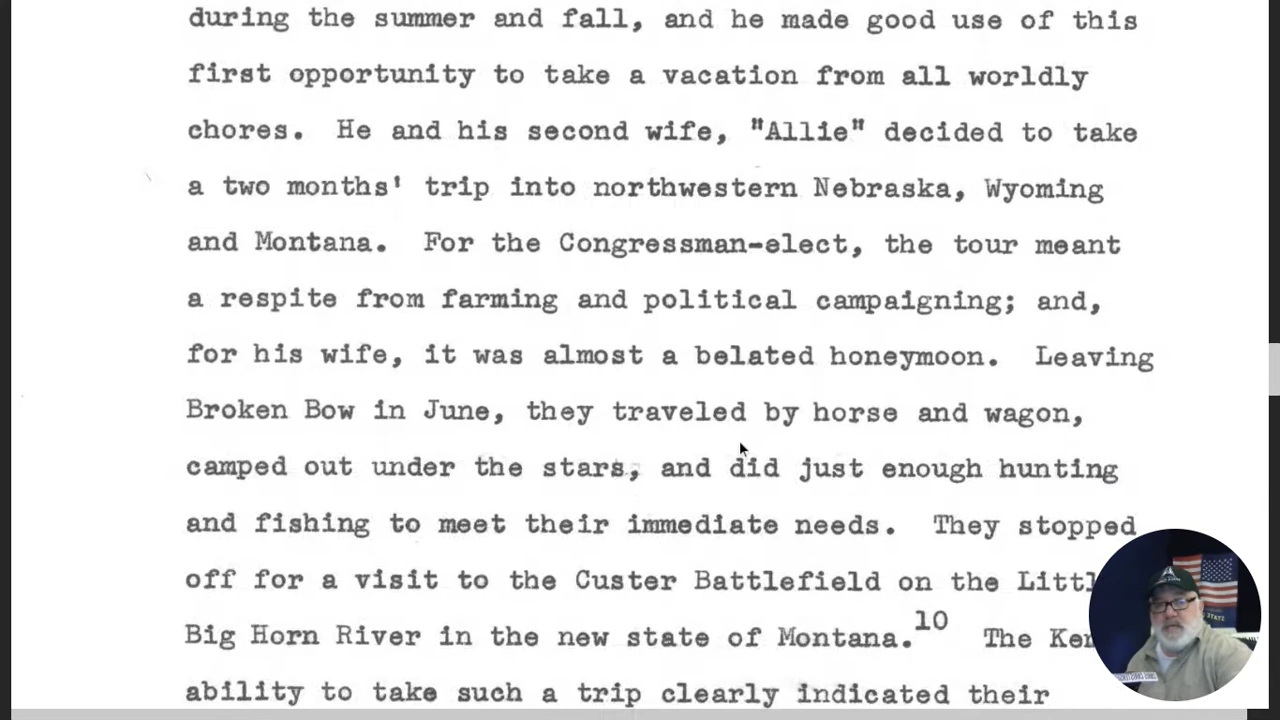 during the summer and fall, and he made good use of this
first opportunity to take a vacation from all worldly
chores. He and his second wife, "Allie" decided to take
a two months' trip into northwestern Nebraska, Wyoming
and Montana. For the Congressman-elect, the tour meant
a respite from farming and political campaigning; and,
for his wife, it was almost a belated honeymoon. Leaving
Broken Bow in June, they traveled by horse and wagon,
camped out under the stars, and did just enough hunting
and fishing to meet their immediate needs. They stopped
off for a visit to the Custer Battlefield on the
Big Horn River in the new state of Montana.10 The
ability to take such a trip clearly indicated their